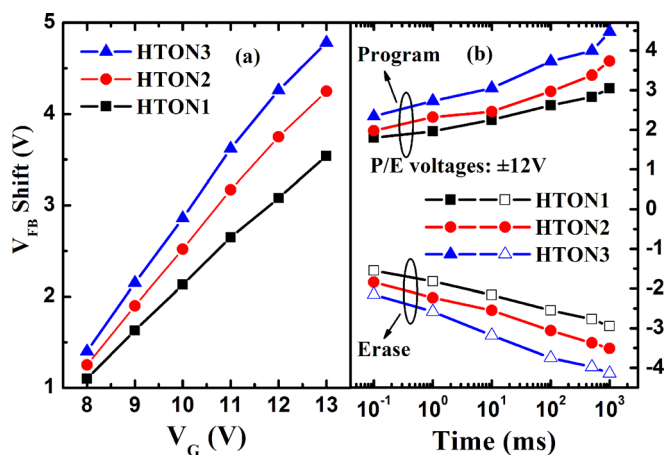 V_FB Shift (V)
5
4
3
2
1
HTON3
HTON2
HTON1
(a)
8 9 10 11 12 13
V_G (V)
Program
(b)
P/E voltages: ±12V
HTON1
HTON2
HTON3
Erase
4
3
2
1
0
-1
-2
-3
-4
10^-1 10^0 10^1 10^2 10^3
Time (ms)